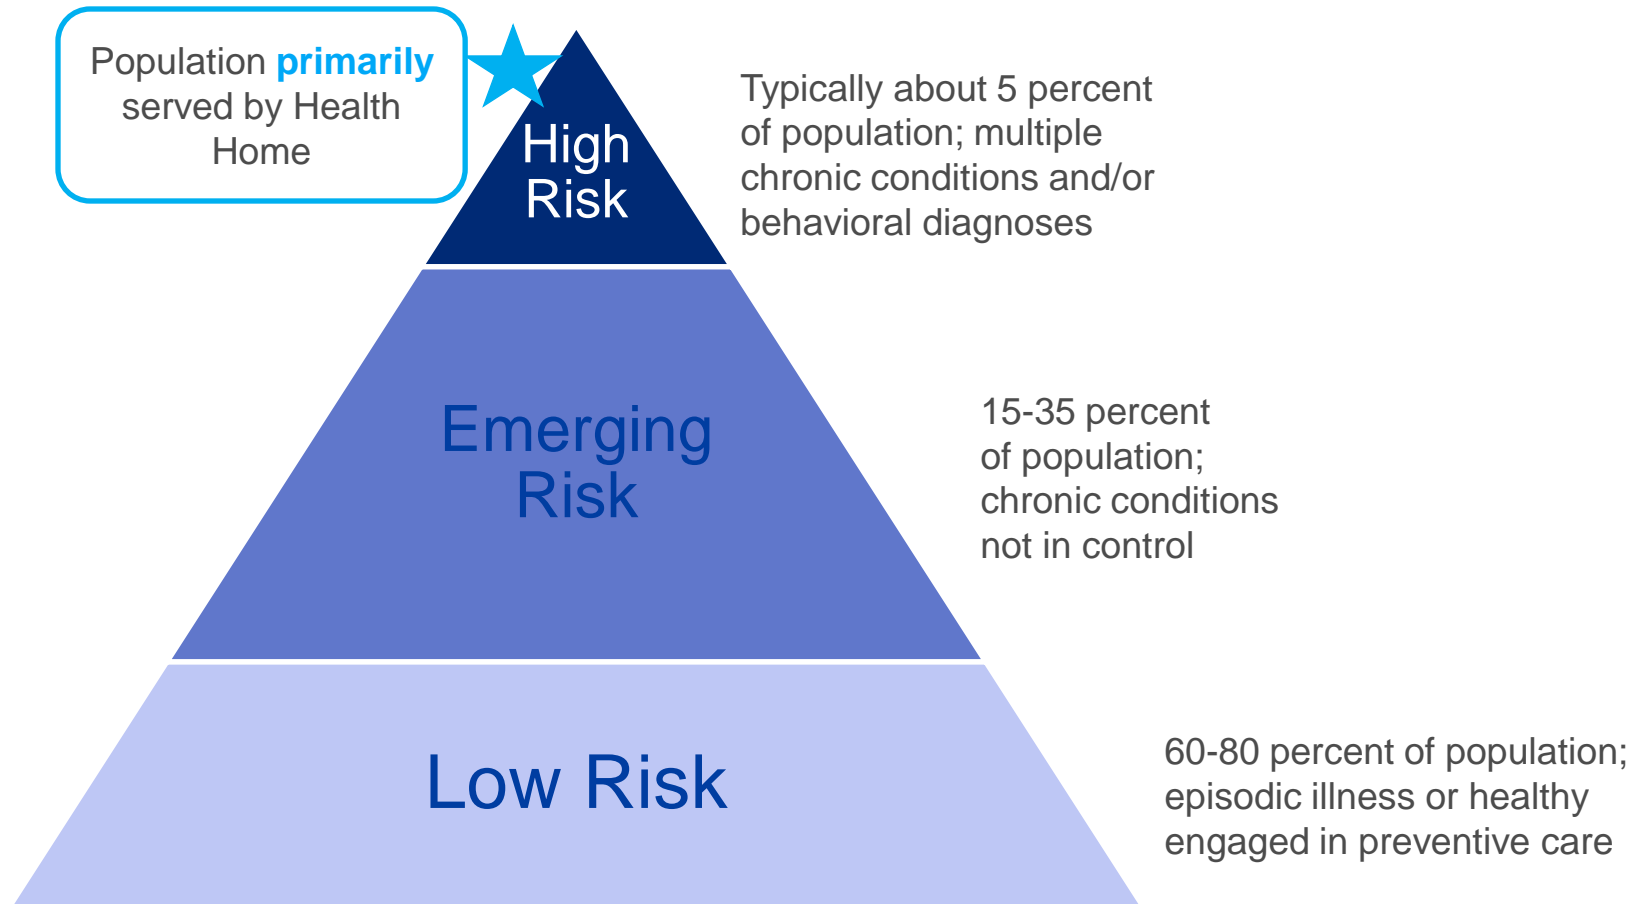 Population primarily
served by Health
Home
High
Risk
Typically about 5 percent
of population; multiple
chronic conditions and/or
behavioral diagnoses
Emerging
Risk
15-35 percent
of population;
chronic conditions
not in control
Low Risk
60-80 percent of population;
episodic illness or healthy
engaged in preventive care